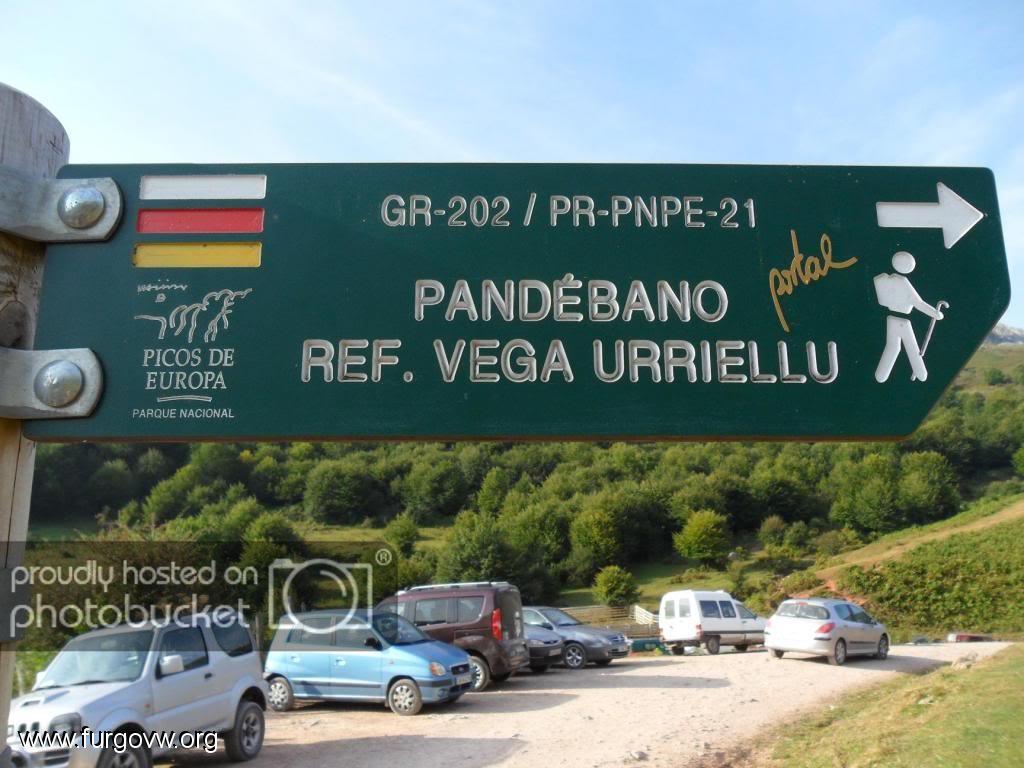 GR-202 / PR-PNPE-21
portal
PANDÉBANO
REF. VEGA URRIELLU
PICOS DE
EUROPA
PARQUE NACIONAL
proudly hosted on
photobucket ®
www.furgovw.org